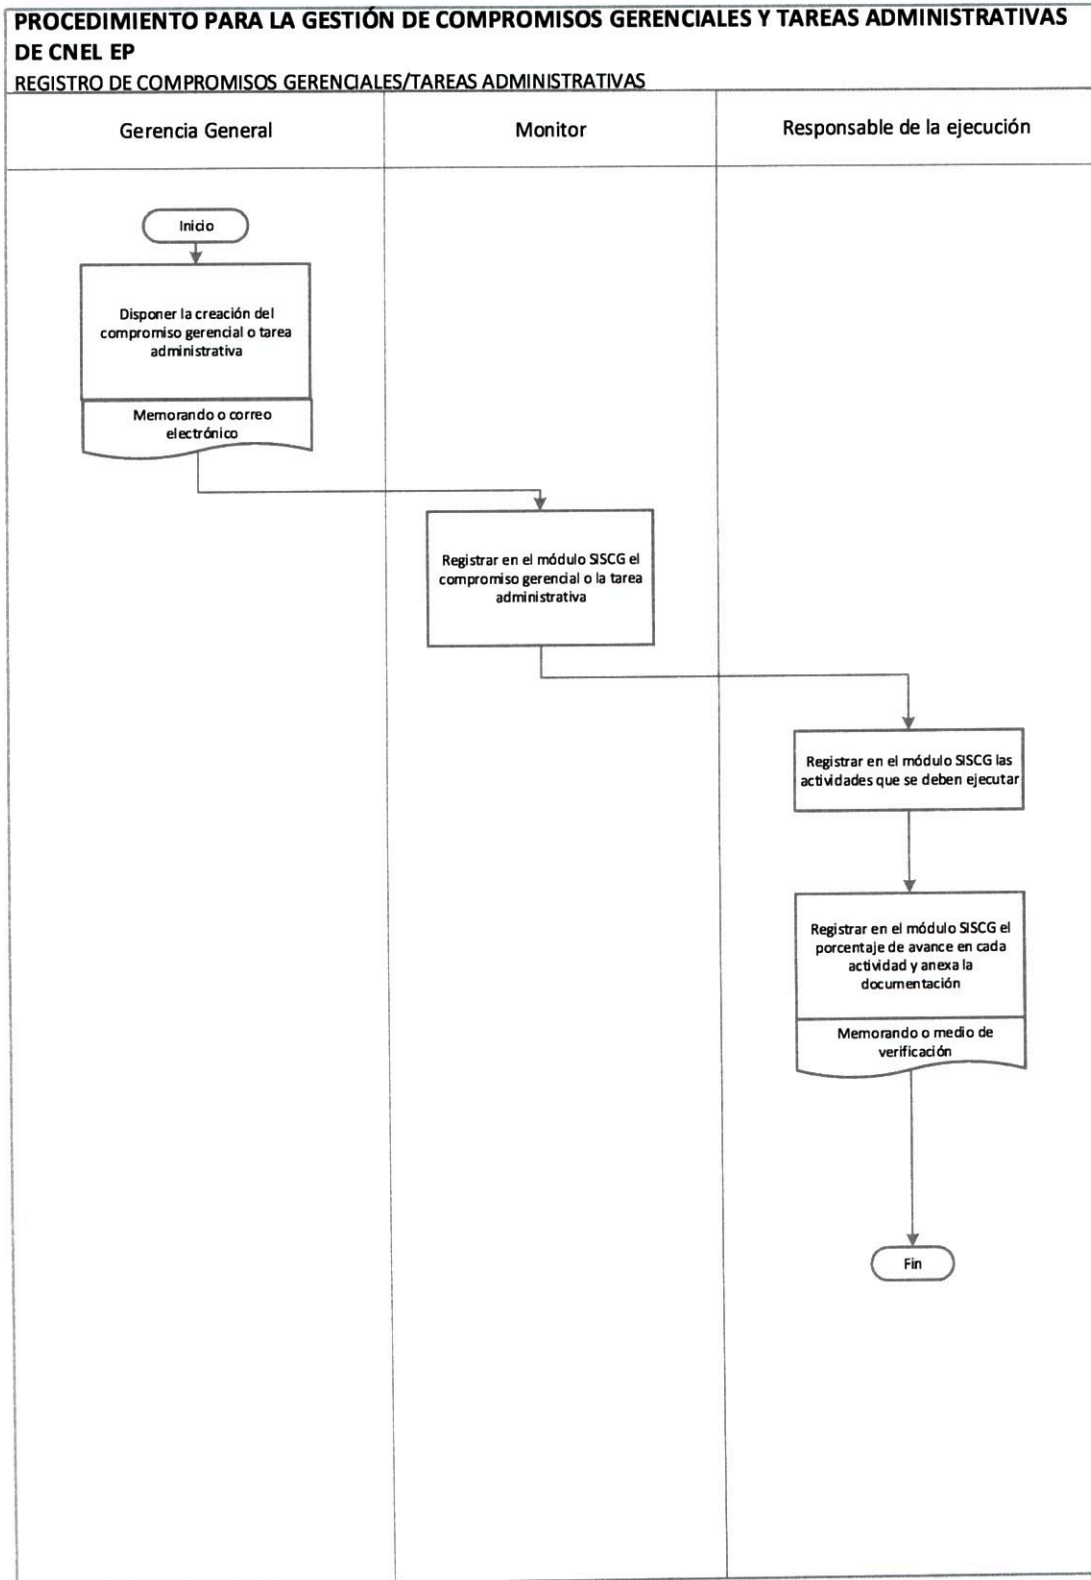 PROCEDIMIENTO PARA LA GESTIÓN DE COMPROMISOS GERENCIALES Y TAREAS ADMINISTRATIVAS
DE CNEL EP
REGISTRO DE COMPROMISOS GERENCIALES/TAREAS ADMINISTRATIVAS
Gerencia General
Monitor
Responsable de la ejecución
Inicio
Disponer la creación del
compromiso gerencial o tarea
administrativa
Memorando o correo
electrónico
Registrar en el módulo SISCG el
compromiso gerencial o la tarea
administrativa
Registrar en el módulo SISCG las
actividades que se deben ejecutar
Registrar en el módulo SISCG el
porcentaje de avance en cada
actividad y anexa la
documentación
Memorando o medio de
verificación
Fin